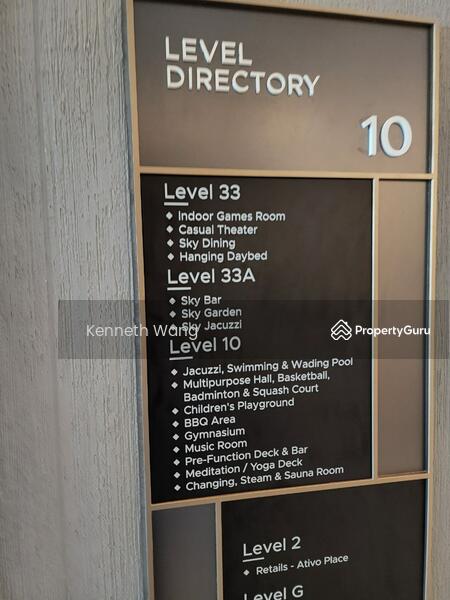 LEVEL
DIRECTORY
10
Level 33
Indoor Games Room
Casual Theater
Sky Dining
Hanging Daybed
Level 33A
Sky Bar
Sky Garden
Sky Jacuzzi
Kenneth Wang
PropertyGuru
Level 10
Jacuzzi, Swimming & Wading Pool
Multipurpose Hall, Basketball,
Badminton & Squash Court
Children's Playground
BBQ Area
Gymnasium
Music Room
Pre-Function Deck & Bar
Meditation / Yoga Deck
Changing, Steam & Sauna Room
Level 2
Retails - Ativo Place
Level G